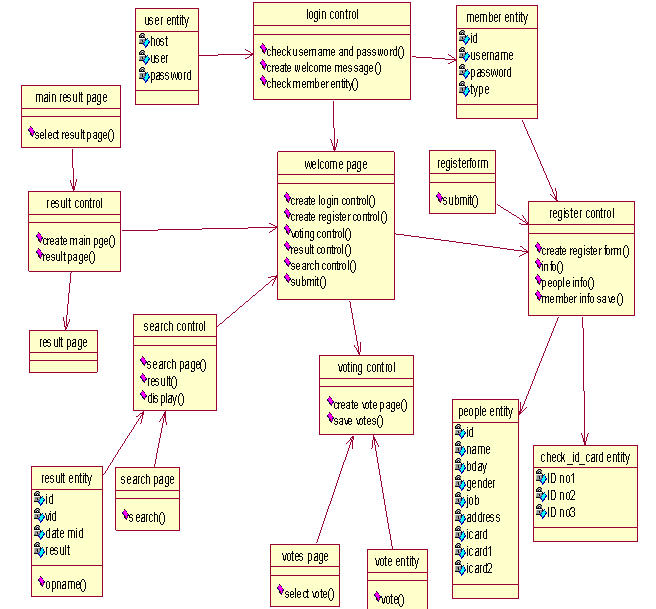 user entity
host
user
password
login control
check username and password()
create welcome message()
check member entity()
member entity
id
username
password
type
main result page
select result page()
welcome page
create login control()
create register control()
voting control()
result control()
search control()
submit()
registerform
submit()
result control
create main pge()
result page()
register control
create register form()
info()
people info()
member info save()
result page
search control
search page()
result()
display()
voting control
create vote page()
save votes()
people entity
id
name
bday
gender
job
address
icard
icard1
icard2
check_id_card entity
ID no1
ID no2
ID no3
result entity
id
vid
date mid
result
opname()
search page
search()
votes page
select vote()
vote entity
vote()